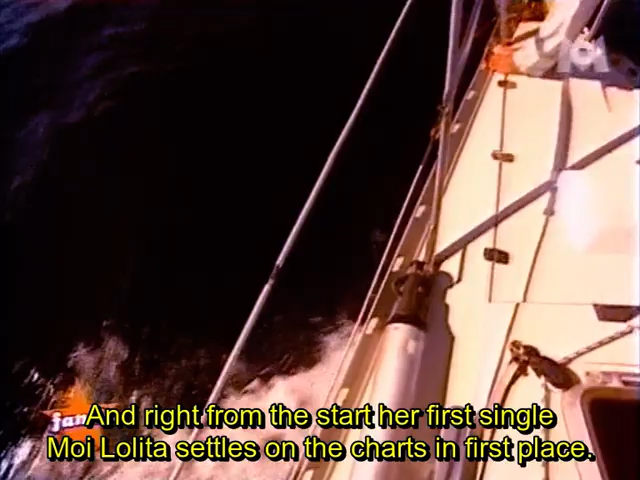 And right from the start her first single
Moi Lolita settles on the charts in first place.